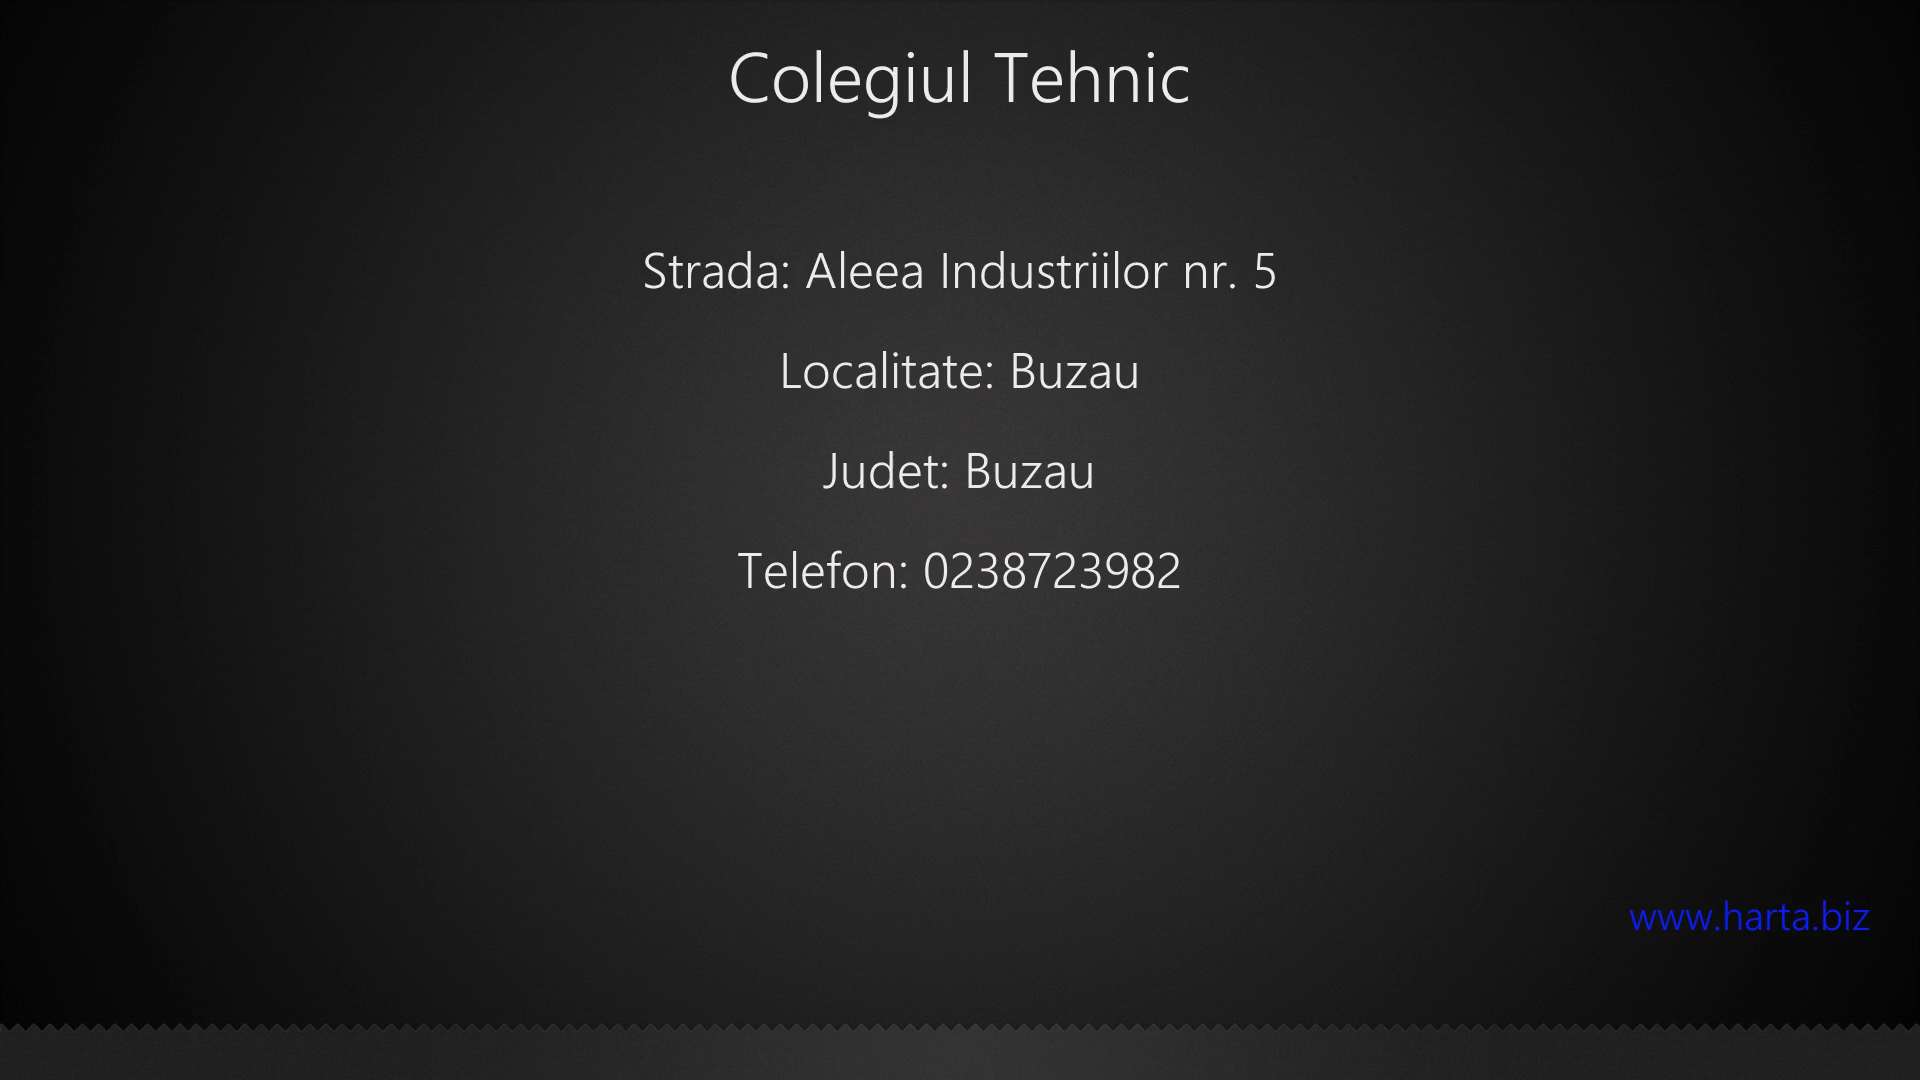 Colegiul Tehnic
Strada: Aleea Industriilor nr. 5
Localitate: Buzau
Judet: Buzau
Telefon: 0238723982
www.harta.biz